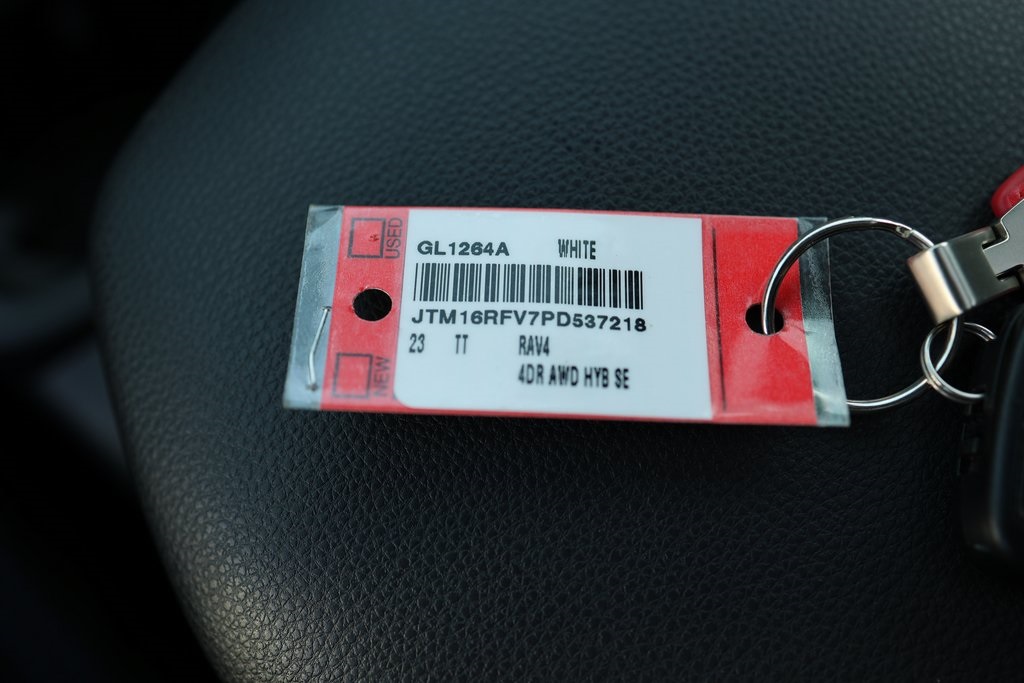 USED
NEW
GL1264A WHITE
JTM16RFV7PD537218
23 TT RAV4
4DR AWD HYB SE